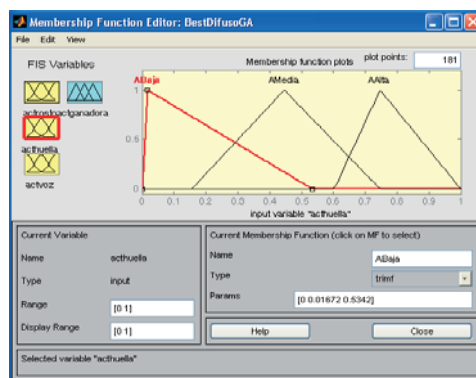 Membership Function Editor: BestDifusoGA
File Edit View
FIS Variables
Membership function plots
plot points:
181
actrostro actganadora
acthuella
actvoz
ABaja AMedia AAlta
1
0.5
0
0 0.1 0.2 0.3 0.4 0.5 0.6 0.7 0.8 0.9 1
input variable "acthuella"
Current Variable
Name acthuella
Type input
Range [0 1]
Display Range [0 1]
Current Membership Function (click on MF to select)
Name ABaja
Type trimf
Params [0 0.01672 0.5342]
Help Close
Selected variable "acthuella"